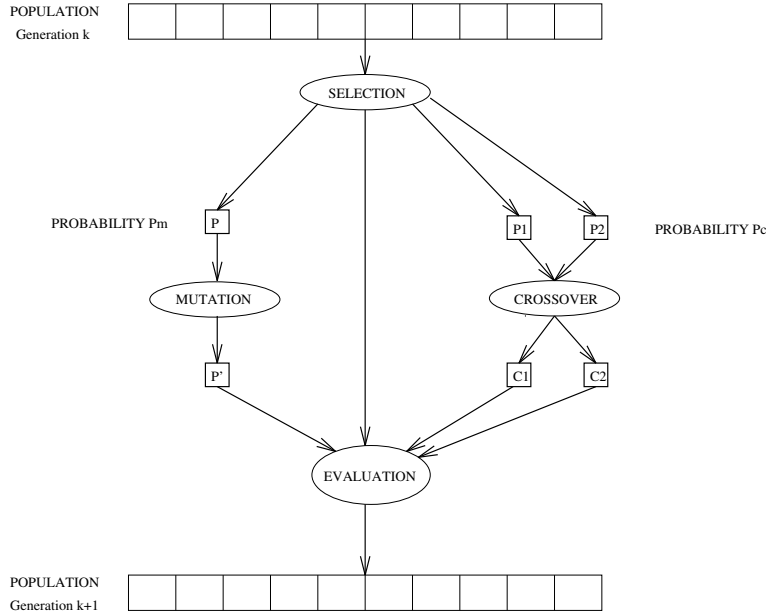 POPULATION
Generation k
SELECTION
PROBABILITY Pm
P
P1
P2
PROBABILITY Pc
MUTATION
CROSSOVER
P'
C1
C2
EVALUATION
POPULATION
Generation k+1